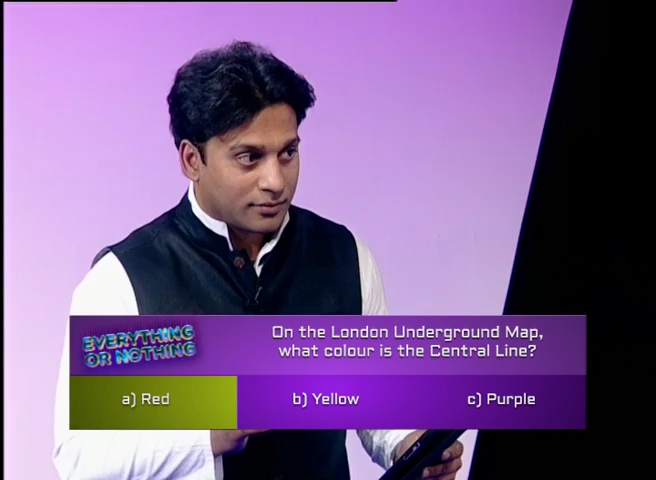 EVERYTHING
OR NOTHING
On the London Underground Map,
what colour is the Central Line?
a) Red
b) Yellow
c) Purple